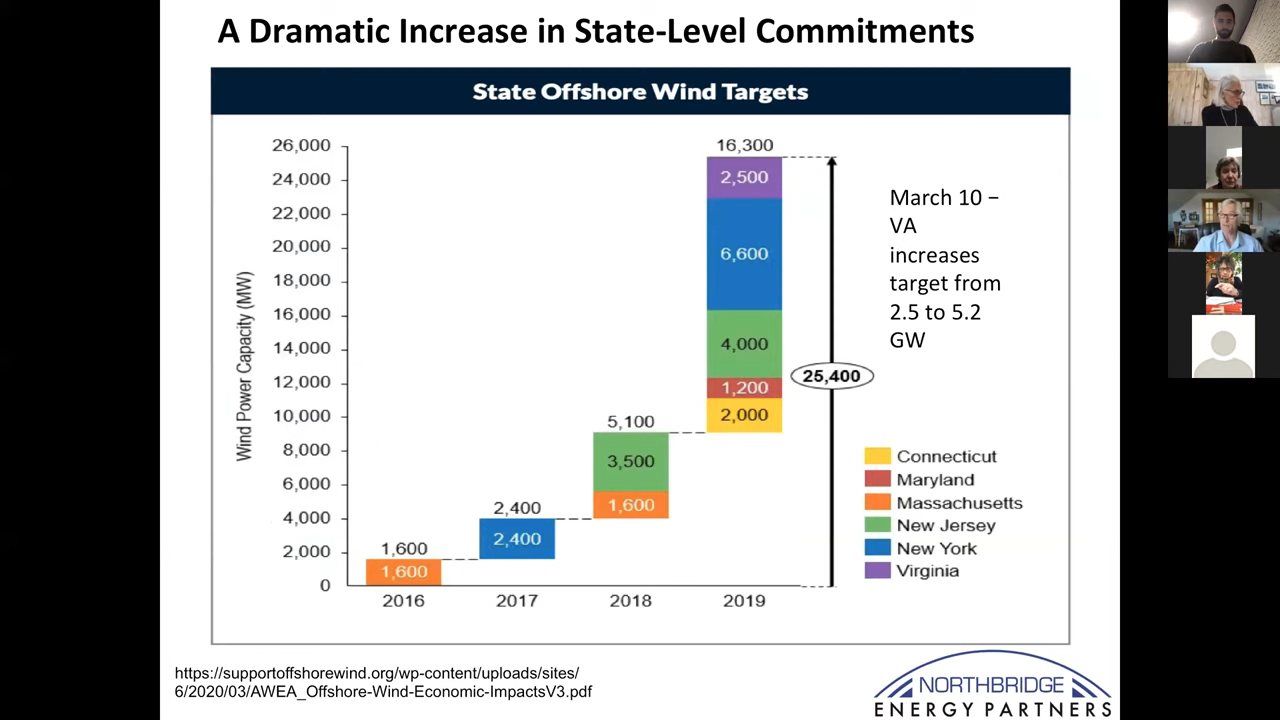 A Dramatic Increase in State-Level Commitments
State Offshore Wind Targets
Wind Power Capacity (MW)
26,000
24,000
22,000
20,000
18,000
16,000
14,000
12,000
10,000
8,000
6,000
4,000
2,000
0
1,600
1,600
2016
2,400
2,400
2017
5,100
3,500
1,600
2018
16,300
2,500
6,600
4,000
1,200
2,000
2019
25,400
March 10 –
VA
increases
target from
2.5 to 5.2
GW
Connecticut
Maryland
Massachusetts
New Jersey
New York
Virginia
https://supportoffshorewind.org/wp-content/uploads/sites/
6/2020/03/AWEA_Offshore-Wind-Economic-ImpactsV3.pdf
NORTHBRIDGE
ENERGY PARTNERS